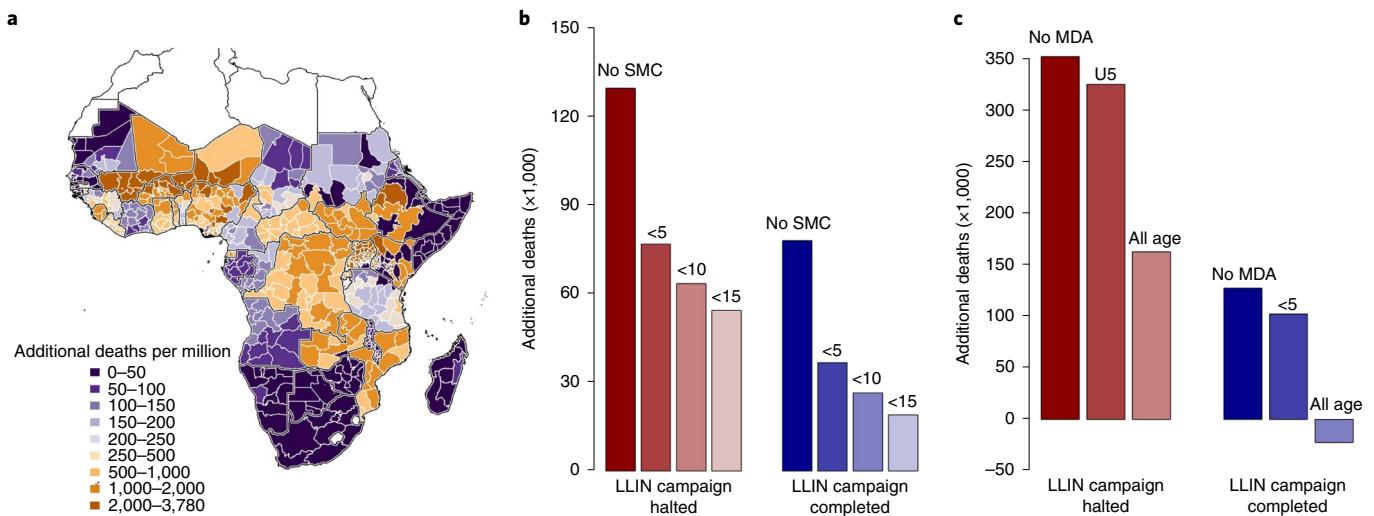 a
Additional deaths per million
0–50
50–100
100–150
150–200
200–250
250–500
500–1,000
1,000–2,000
2,000–3,780
b
Additional deaths (×1,000)
150
120
90
60
30
0
No SMC
<5
<10
<15
No SMC
<5
<10
<15
LLIN campaign
halted
LLIN campaign
completed
c
Additional deaths (×1,000)
350
300
250
200
150
100
50
0
–50
No MDA
U5
All age
No MDA
<5
All age
LLIN campaign
halted
LLIN campaign
completed